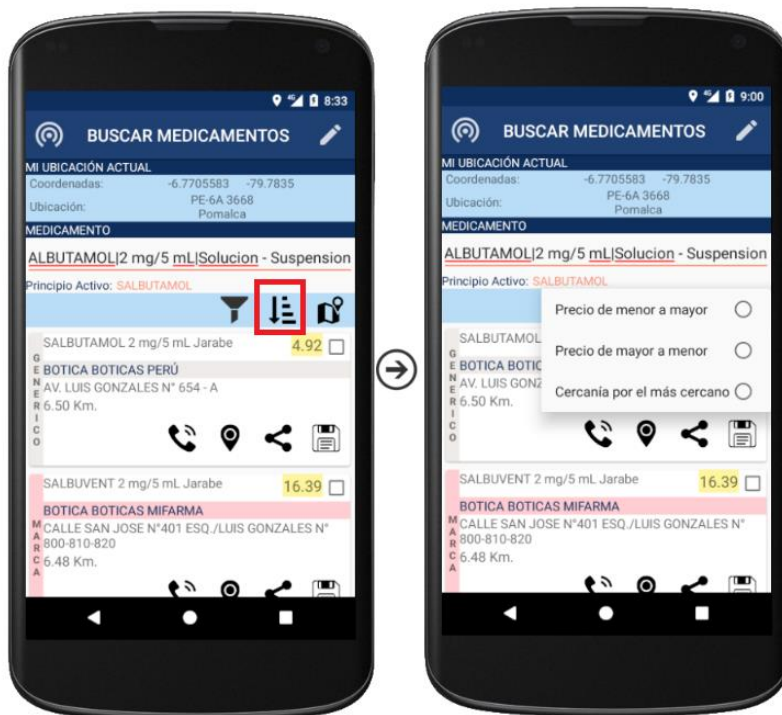 8:33
BUSCAR MEDICAMENTOS
MI UBICACIÓN ACTUAL
Coordenadas: -6.7705583 -79.7835
Ubicación: PE-6A 3668
Pomalca
MEDICAMENTO
ALBUTAMOL|2 mg/5 mL|Solucion - Suspension
Principio Activo: SALBUTAMOL
GENERICO
SALBUTAMOL 2 mg/5 mL Jarabe 4.92
BOTICA BOTICAS PERÚ
AV. LUIS GONZALES N° 654 - A
6.50 Km.
MARCA
SALBUVENT 2 mg/5 mL Jarabe 16.39
BOTICA BOTICAS MIFARMA
CALLE SAN JOSE N°401 ESQ./LUIS GONZALES N°
800-810-820
6.48 Km.
9:00
BUSCAR MEDICAMENTOS
MI UBICACIÓN ACTUAL
Coordenadas: -6.7705583 -79.7835
Ubicación: PE-6A 3668
Pomalca
MEDICAMENTO
ALBUTAMOL|2 mg/5 mL|Solucion - Suspension
Principio Activo: SALBUTAMOL
Precio de menor a mayor
Precio de mayor a menor
Cercanía por el más cercano
GENERICO
SALBUTAMOL
BOTICA BOTIC
AV. LUIS GONZ
6.50 Km.
MARCA
SALBUVENT 2 mg/5 mL Jarabe 16.39
BOTICA BOTICAS MIFARMA
CALLE SAN JOSE N°401 ESQ./LUIS GONZALES N°
800-810-820
6.48 Km.